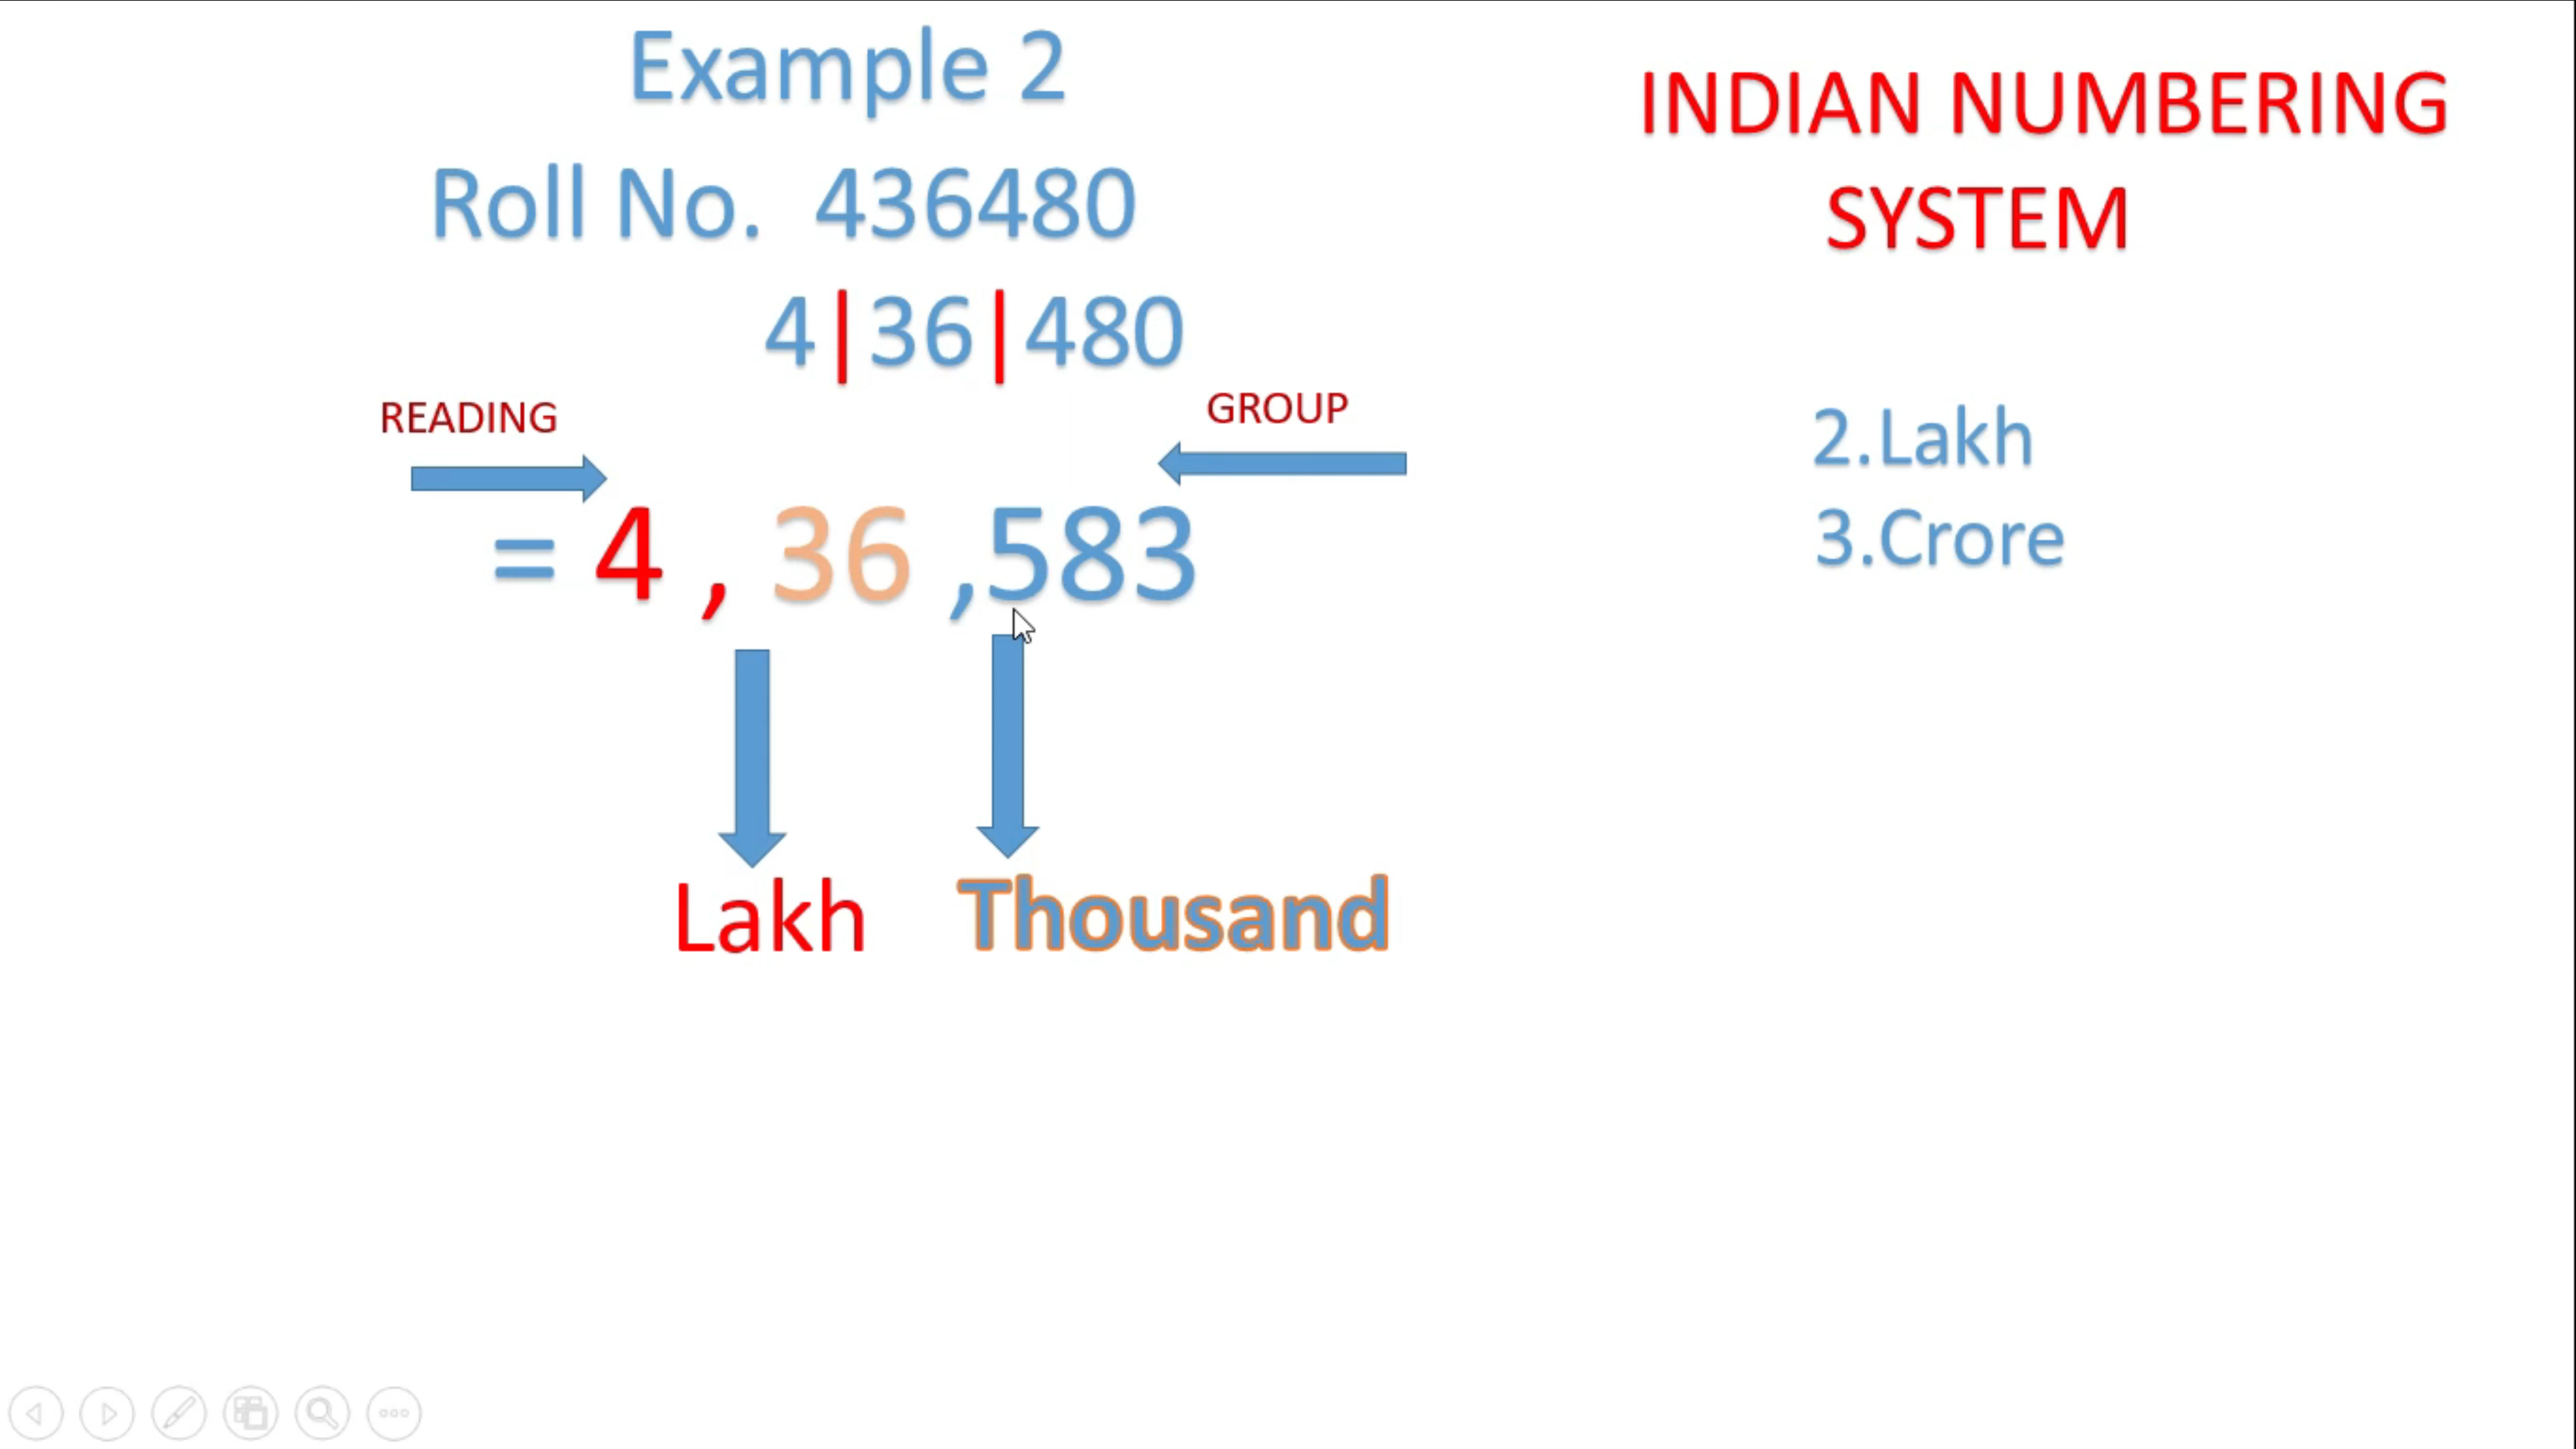 Example 2
Roll No. 436480
4|36|480
READING
GROUP
= 4 , 36 ,583
Lakh Thousand
INDIAN NUMBERING
SYSTEM
2.Lakh
3.Crore